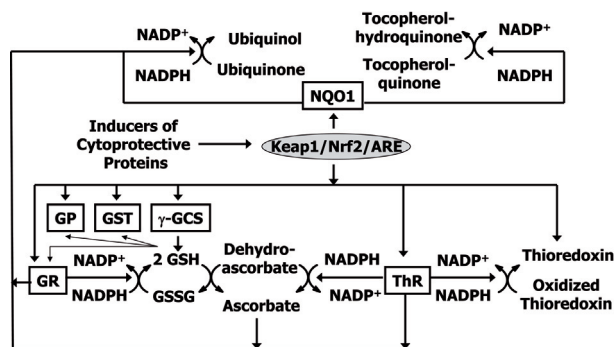 NADP+
Ubiquinol
NADPH
Ubiquinone
Tocopherol-
hydroquinone
NADP+
Tocopherol-
quinone
NADPH
NQO1
Inducers of
Cytoprotective
Proteins
Keap1/Nrf2/ARE
GP
GST
γ-GCS
GR
NADP+
NADPH
2 GSH
GSSG
Dehydro-
ascorbate
Ascorbate
NADPH
NADP+
ThR
NADP+
NADPH
Thioredoxin
Oxidized
Thioredoxin